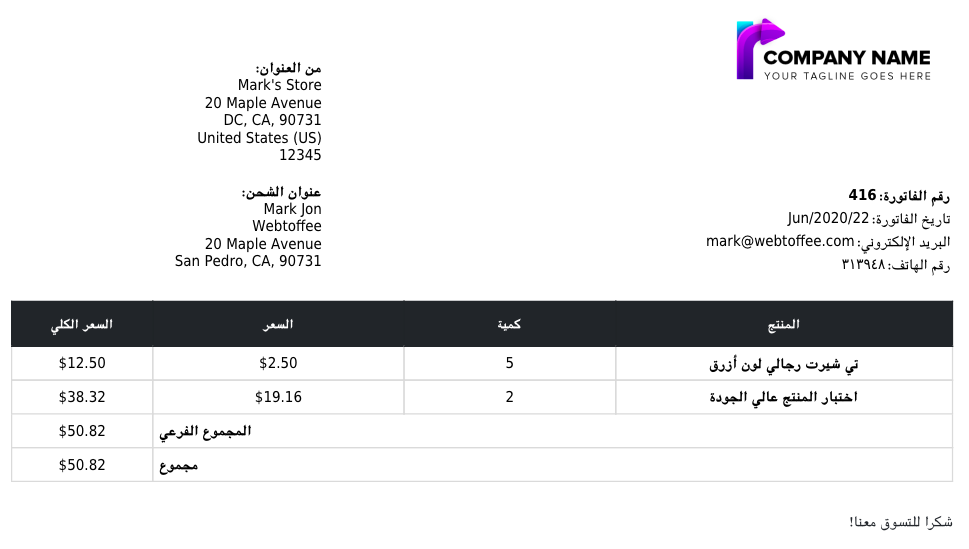 COMPANY NAME
YOUR TAGLINE GOES HERE
من العنوان:
Mark's Store
20 Maple Avenue
DC, CA, 90731
United States (US)
12345
رقم الفاتورة: 416
تاريخ الفاتورة: Jun/2020/22
البريد الإلكتروني: mark@webtoffee.com
رقم الهاتف: ٣١٣٩٤٨
عنوان الشحن:
Mark Jon
Webtoffee
20 Maple Avenue
San Pedro, CA, 90731
المنتج كمية السعر السعر الكلي
تي شيرت رجالي لون أزرق 5 $2.50 $12.50
اختبار المنتج عالي الجودة 2 $19.16 $38.32
المجموع الفرعي $50.82
مجموع $50.82
شكرا للتسوق معنا!